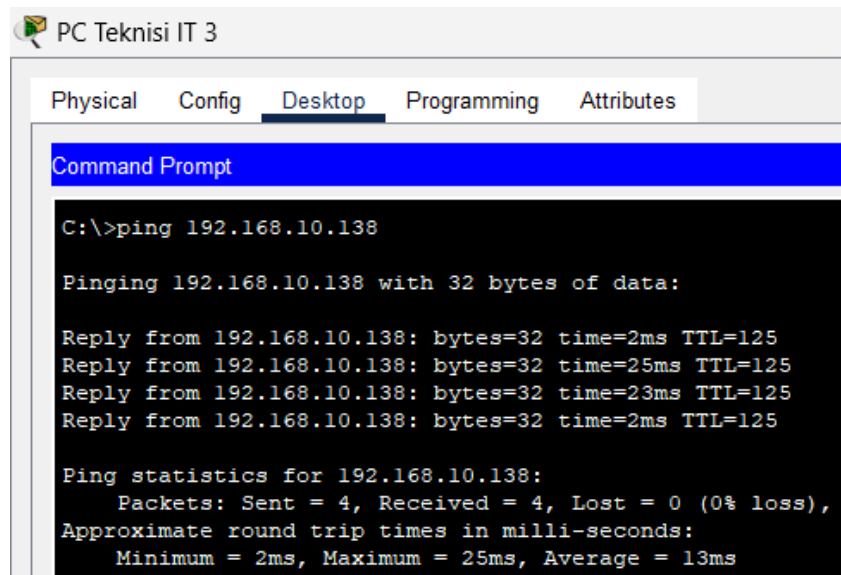 PC Teknisi IT 3
Physical Config Desktop Programming Attributes
Command Prompt
C:\>ping 192.168.10.138
Pinging 192.168.10.138 with 32 bytes of data:
Reply from 192.168.10.138: bytes=32 time=2ms TTL=125
Reply from 192.168.10.138: bytes=32 time=25ms TTL=125
Reply from 192.168.10.138: bytes=32 time=23ms TTL=125
Reply from 192.168.10.138: bytes=32 time=2ms TTL=125
Ping statistics for 192.168.10.138:
Packets: Sent = 4, Received = 4, Lost = 0 (0% loss),
Approximate round trip times in milli-seconds:
Minimum = 2ms, Maximum = 25ms, Average = 13ms